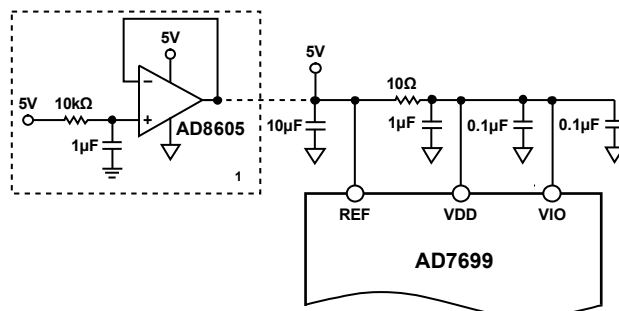 5V
5V
5V
10kΩ
10Ω
−
+
AD8605
1µF
10µF
1µF
0.1µF
0.1µF
1
REF
VDD
VIO
AD7699